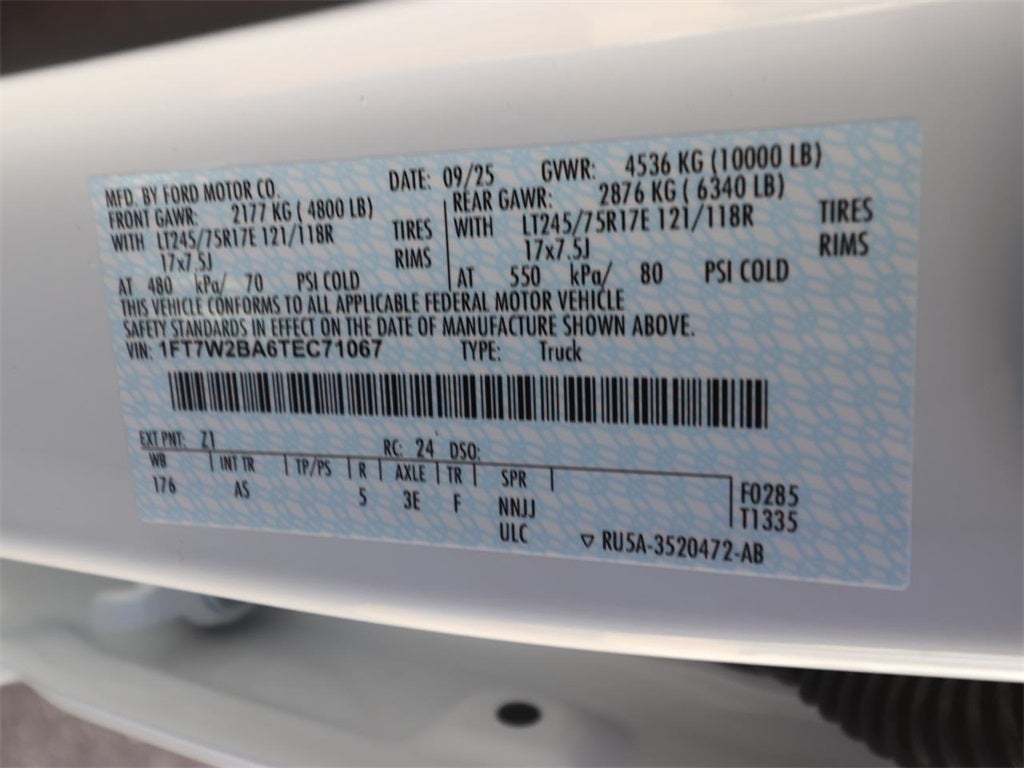 MFD. BY FORD MOTOR CO. DATE: 09/25 GVWR: 4536 KG (10000 LB)
FRONT GAWR: 2177 KG ( 4800 LB) REAR GAWR: 2876 KG ( 6340 LB)
WITH LT245/75R17E 121/118R TIRES WITH LT245/75R17E 121/118R TIRES
17x7.5J RIMS 17x7.5J RIMS
AT 480 kPa/ 70 PSI COLD AT 550 kPa/ 80 PSI COLD
THIS VEHICLE CONFORMS TO ALL APPLICABLE FEDERAL MOTOR VEHICLE
SAFETY STANDARDS IN EFFECT ON THE DATE OF MANUFACTURE SHOWN ABOVE.
VIN: 1FT7W2BA6TEC71067 TYPE: Truck
EXT PNT: Z1 RC: 24 DSO:
WB INT TR TP/PS R AXLE TR SPR
176 AS 5 3E F NNJJ F0285
ULC T1335
RU5A-3520472-AB